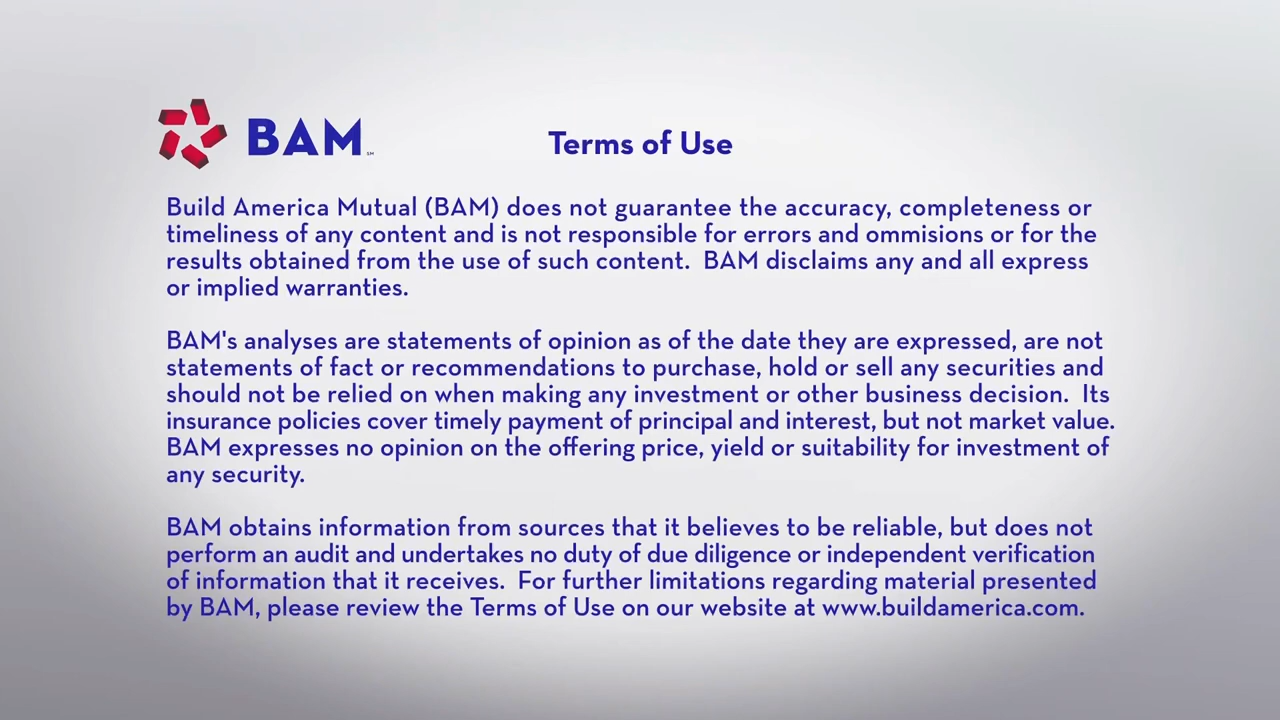 BAM SM
Terms of Use
Build America Mutual (BAM) does not guarantee the accuracy, completeness or
timeliness of any content and is not responsible for errors and ommisions or for the
results obtained from the use of such content.  BAM disclaims any and all express
or implied warranties.
BAM's analyses are statements of opinion as of the date they are expressed, are not
statements of fact or recommendations to purchase, hold or sell any securities and
should not be relied on when making any investment or other business decision.  Its
insurance policies cover timely payment of principal and interest, but not market value.
BAM expresses no opinion on the offering price, yield or suitability for investment of
any security.
BAM obtains information from sources that it believes to be reliable, but does not
perform an audit and undertakes no duty of due diligence or independent verification
of information that it receives.  For further limitations regarding material presented
by BAM, please review the Terms of Use on our website at www.buildamerica.com.